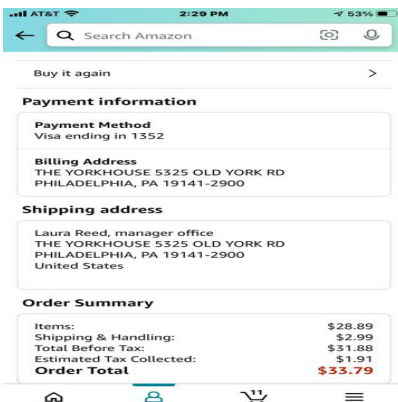 AT&T 2:29 PM 53%
Search Amazon
Buy it again
Payment information
Payment Method
Visa ending in 1352
Billing Address
THE YORKHOUSE 5325 OLD YORK RD
PHILADELPHIA, PA 19141-2900
Shipping address
Laura Reed, manager office
THE YORKHOUSE 5325 OLD YORK RD
PHILADELPHIA, PA 19141-2900
United States
Order Summary
Items: $28.89
Shipping & Handling: $2.99
Total Before Tax: $31.88
Estimated Tax Collected: $1.91
Order Total $33.79
11